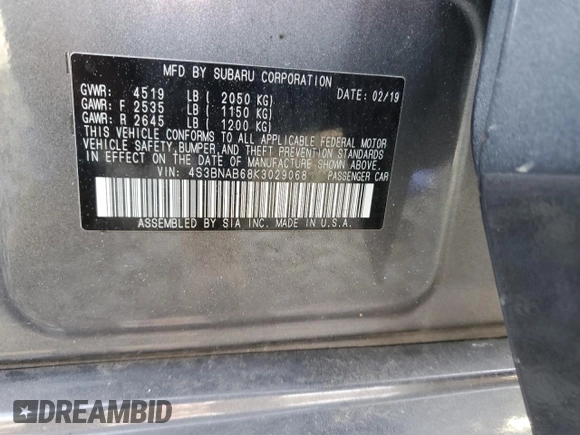 MFD BY SUBARU CORPORATION
GVWR: 4519 LB ( 2050 KG) DATE: 02/19
GAWR: F 2535 LB ( 1150 KG)
GAWR: R 2645 LB ( 1200 KG)
THIS VEHICLE CONFORMS TO ALL APPLICABLE FEDERAL MOTOR
VEHICLE SAFETY, BUMPER, AND THEFT PREVENTION STANDARDS
IN EFFECT ON THE DATE OF MANUFACTURE SHOWN ABOVE.
VIN: 4S3BNAB68K3029068 PASSENGER CAR
ASSEMBLED BY SIA INC. MADE IN U.S.A.
DREAMBID